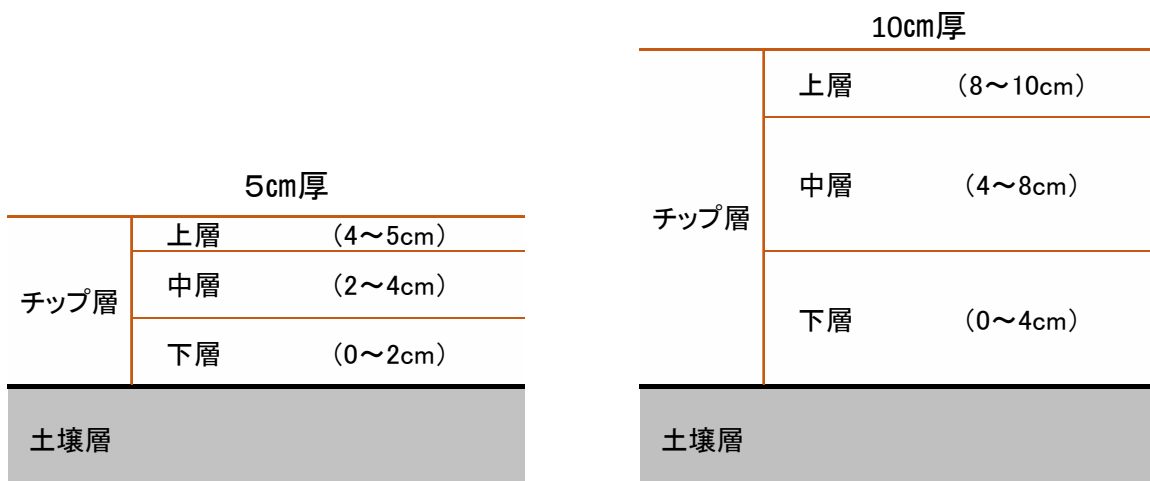 5㎝厚
チップ層
上層 （4～5cm）
中層 （2～4cm）
下層 （0～2cm）
土壌層
10㎝厚
チップ層
上層 （8～10cm）
中層 （4～8cm）
下層 （0～4cm）
土壌層